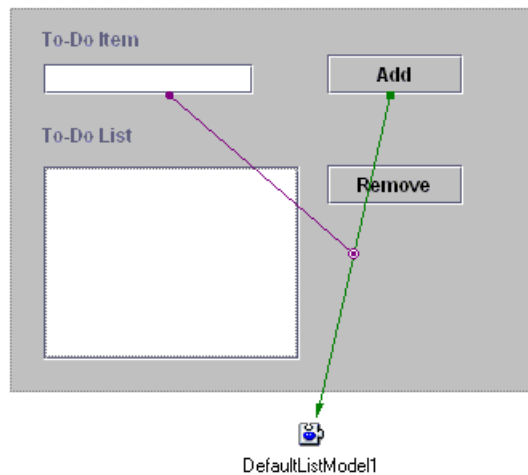 To-Do Item
Add
To-Do List
Remove
DefaultListModel1